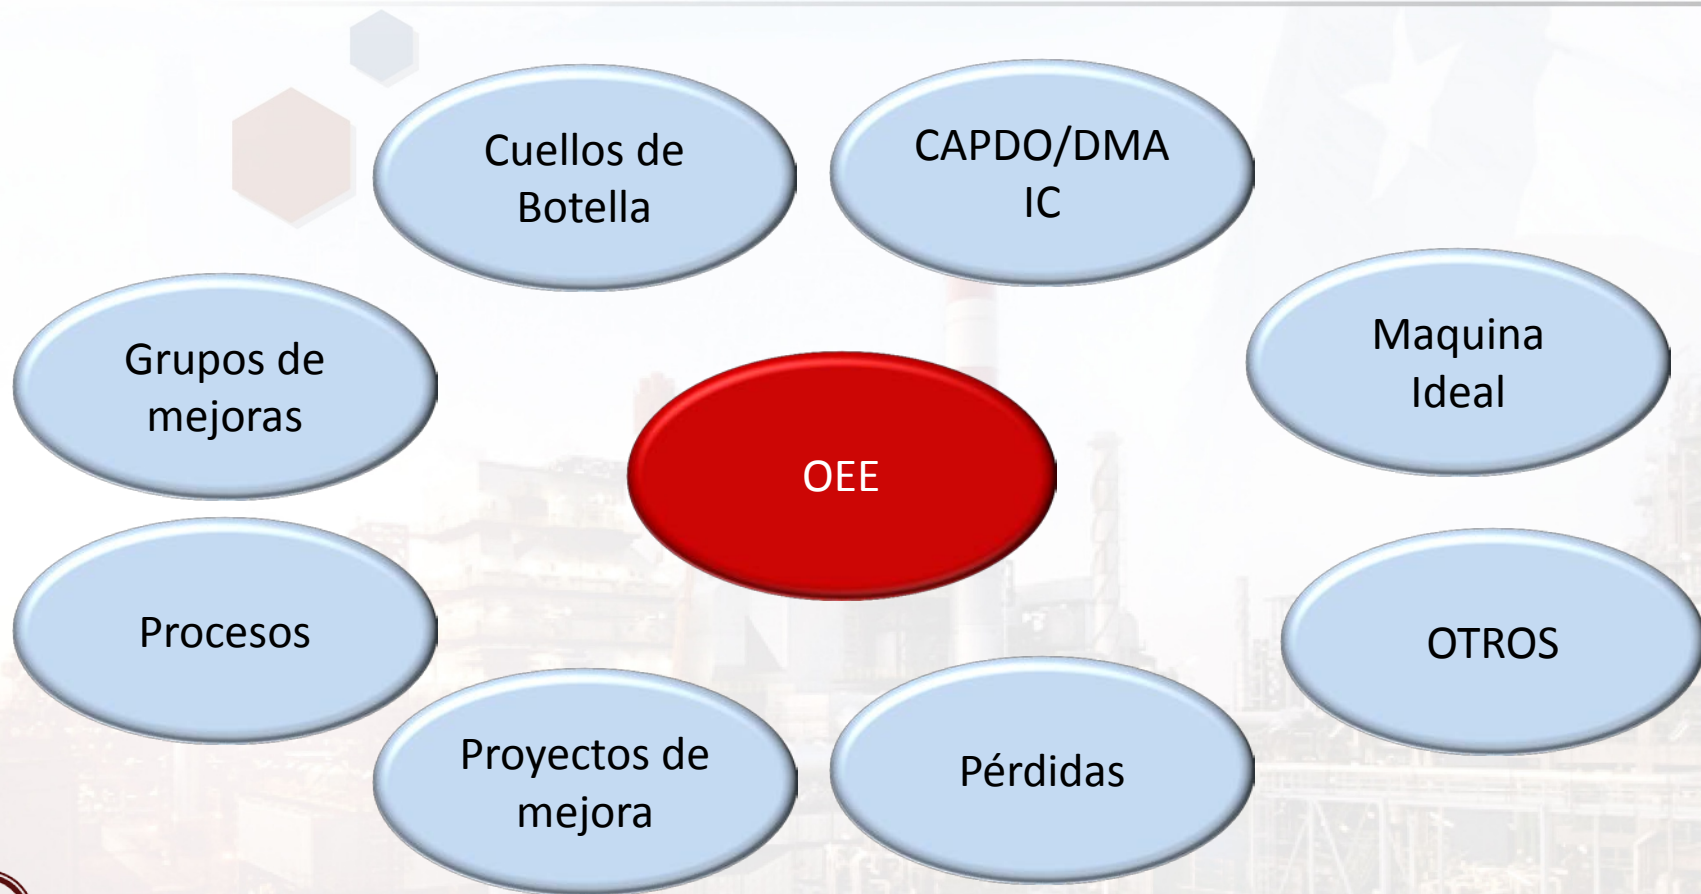 Cuellos de
Botella
CAPDO/DMA
IC
Grupos de
mejoras
Maquina
Ideal
OEE
Procesos
OTROS
Proyectos de
mejora
Pérdidas